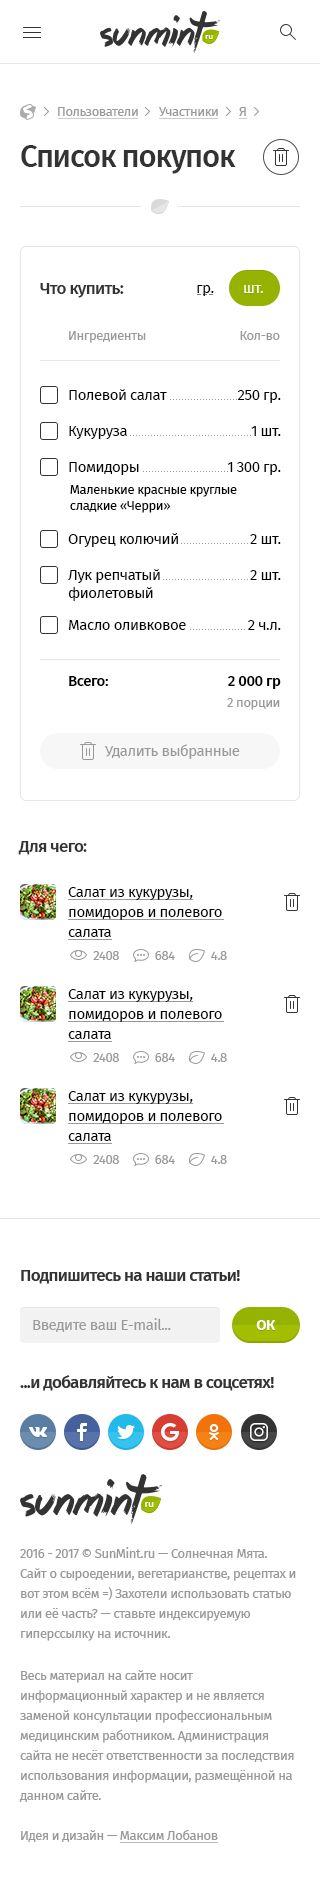 sunmint ru
Пользователи Участники Я
Список покупок
Что купить: гр. шт.
Ингредиенты Кол-во
Полевой салат 250 гр.
Кукуруза 1 шт.
Помидоры 1 300 гр.
Маленькие красные круглые
сладкие «Черри»
Огурец колючий 2 шт.
Лук репчатый 2 шт.
фиолетовый
Масло оливковое 2 ч.л.
Всего: 2 000 гр
2 порции
Удалить выбранные
Для чего:
Салат из кукурузы,
помидоров и полевого
салата
2408 684 4.8
Салат из кукурузы,
помидоров и полевого
салата
2408 684 4.8
Салат из кукурузы,
помидоров и полевого
салата
2408 684 4.8
Подпишитесь на наши статьи!
Введите ваш E-mail... ОК
...и добавляйтесь к нам в соцсетях!
sunmint ru
2016 - 2017 © SunMint.ru — Солнечная Мята.
Сайт о сыроедении, вегетарианстве, рецептах и
вот этом всём =) Захотели использовать статью
или её часть? — ставьте индексируемую
гиперссылку на источник.
Весь материал на сайте носит
информационный характер и не является
заменой консультации профессиональным
медицинским работником. Администрация
сайта не несёт ответственности за последствия
использования информации, размещённой на
данном сайте.
Идея и дизайн — Максим Лобанов